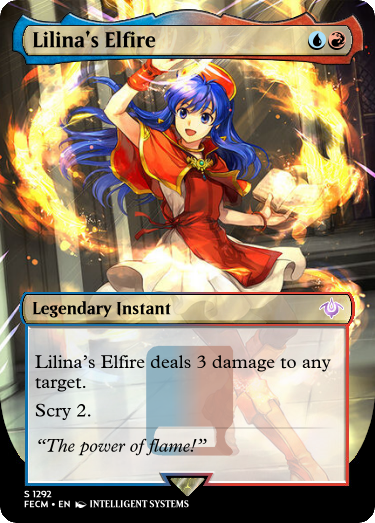 Lilina's Elfire
Legendary Instant
Lilina's Elfire deals 3 damage to any
target.
Scry 2.
"The power of flame!"
S 1292
FECM • EN INTELLIGENT SYSTEMS